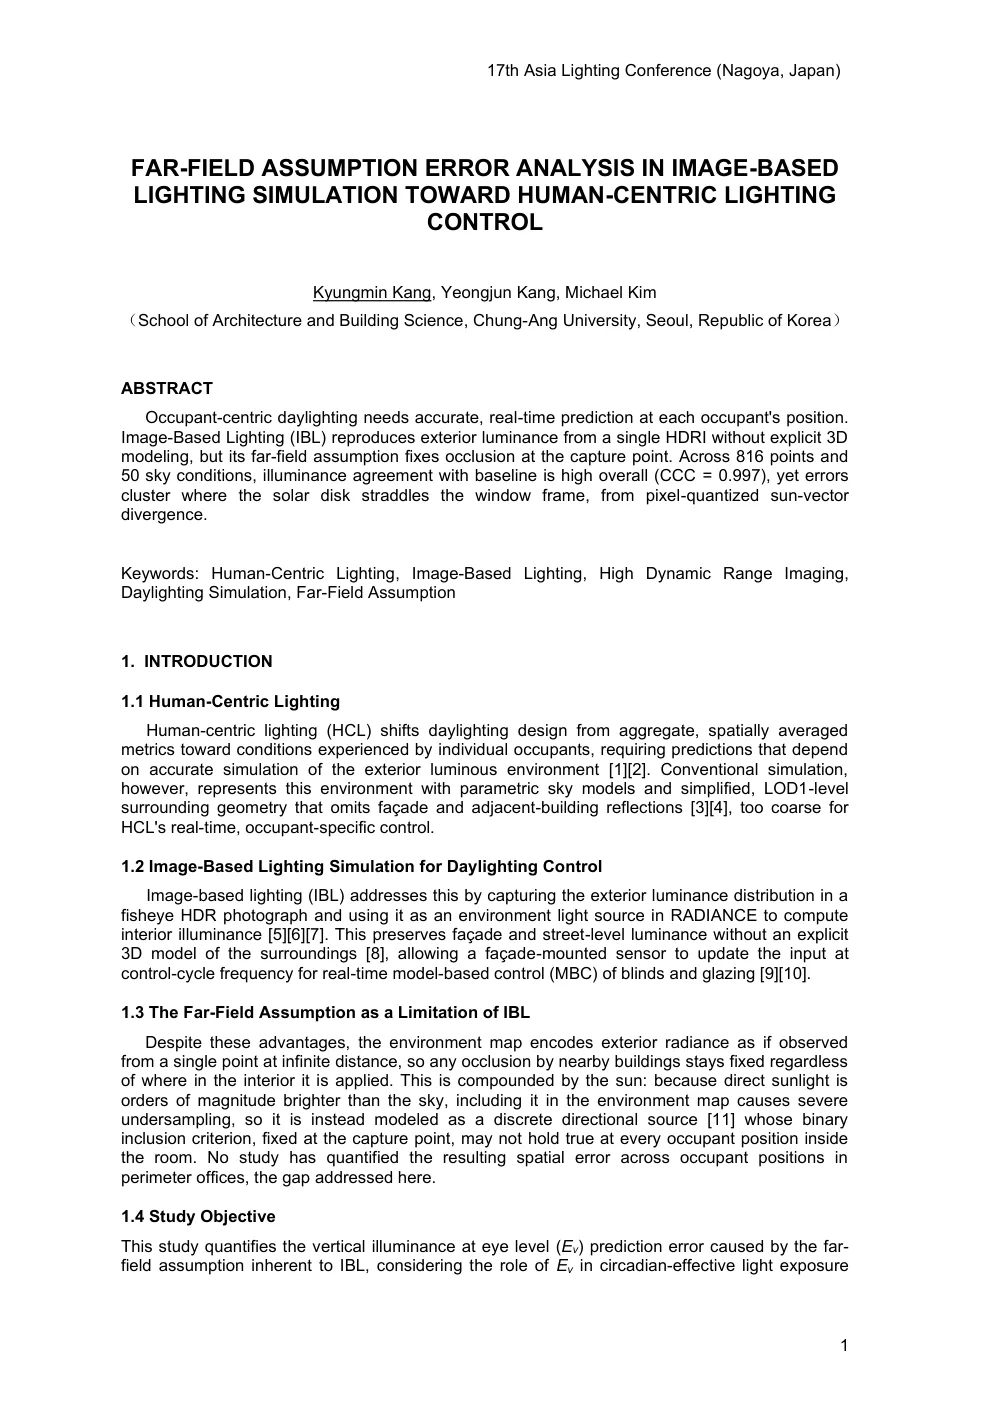 17th Asia Lighting Conference (Nagoya, Japan)
FAR-FIELD ASSUMPTION ERROR ANALYSIS IN IMAGE-BASED
LIGHTING SIMULATION TOWARD HUMAN-CENTRIC LIGHTING
CONTROL
Kyungmin Kang, Yeongjun Kang, Michael Kim
（School of Architecture and Building Science, Chung-Ang University, Seoul, Republic of Korea）
ABSTRACT
Occupant-centric daylighting needs accurate, real-time prediction at each occupant's position.
Image-Based Lighting (IBL) reproduces exterior luminance from a single HDRI without explicit 3D
modeling, but its far-field assumption fixes occlusion at the capture point. Across 816 points and
50 sky conditions, illuminance agreement with baseline is high overall (CCC = 0.997), yet errors
cluster where the solar disk straddles the window frame, from pixel-quantized sun-vector
divergence.
Keywords: Human-Centric Lighting, Image-Based Lighting, High Dynamic Range Imaging,
Daylighting Simulation, Far-Field Assumption
1. INTRODUCTION
1.1 Human-Centric Lighting
Human-centric lighting (HCL) shifts daylighting design from aggregate, spatially averaged
metrics toward conditions experienced by individual occupants, requiring predictions that depend
on accurate simulation of the exterior luminous environment [1][2]. Conventional simulation,
however, represents this environment with parametric sky models and simplified, LOD1-level
surrounding geometry that omits façade and adjacent-building reflections [3][4], too coarse for
HCL's real-time, occupant-specific control.
1.2 Image-Based Lighting Simulation for Daylighting Control
Image-based lighting (IBL) addresses this by capturing the exterior luminance distribution in a
fisheye HDR photograph and using it as an environment light source in RADIANCE to compute
interior illuminance [5][6][7]. This preserves façade and street-level luminance without an explicit
3D model of the surroundings [8], allowing a façade-mounted sensor to update the input at
control-cycle frequency for real-time model-based control (MBC) of blinds and glazing [9][10].
1.3 The Far-Field Assumption as a Limitation of IBL
Despite these advantages, the environment map encodes exterior radiance as if observed
from a single point at infinite distance, so any occlusion by nearby buildings stays fixed regardless
of where in the interior it is applied. This is compounded by the sun: because direct sunlight is
orders of magnitude brighter than the sky, including it in the environment map causes severe
undersampling, so it is instead modeled as a discrete directional source [11] whose binary
inclusion criterion, fixed at the capture point, may not hold true at every occupant position inside
the room. No study has quantified the resulting spatial error across occupant positions in
perimeter offices, the gap addressed here.
1.4 Study Objective
This study quantifies the vertical illuminance at eye level (Ev) prediction error caused by the far-
field assumption inherent to IBL, considering the role of Ev in circadian-effective light exposure
1